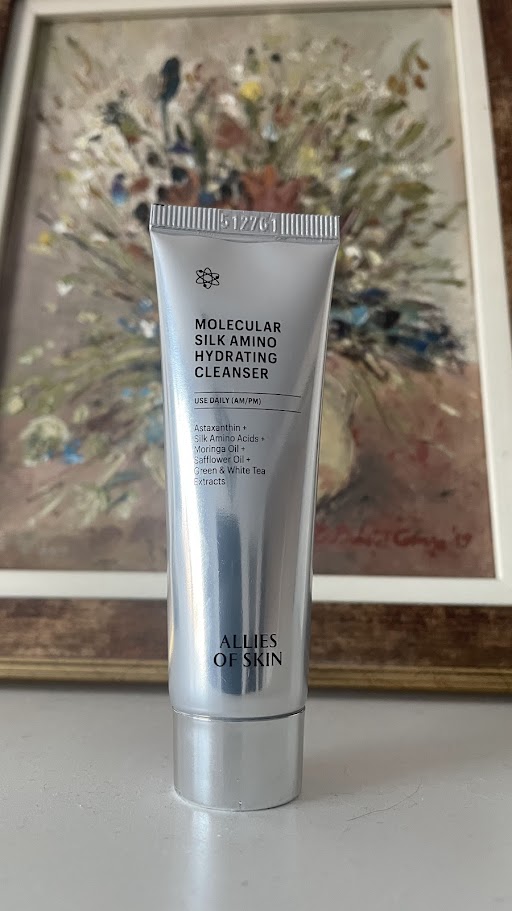 512761
MOLECULAR
SILK AMINO
HYDRATING
CLEANSER
USE DAILY (AM/PM)
Astaxanthin +
Silk Amino Acids +
Moringa Oil +
Safflower Oil +
Green & White Tea
Extracts
ALLIES
OF SKIN